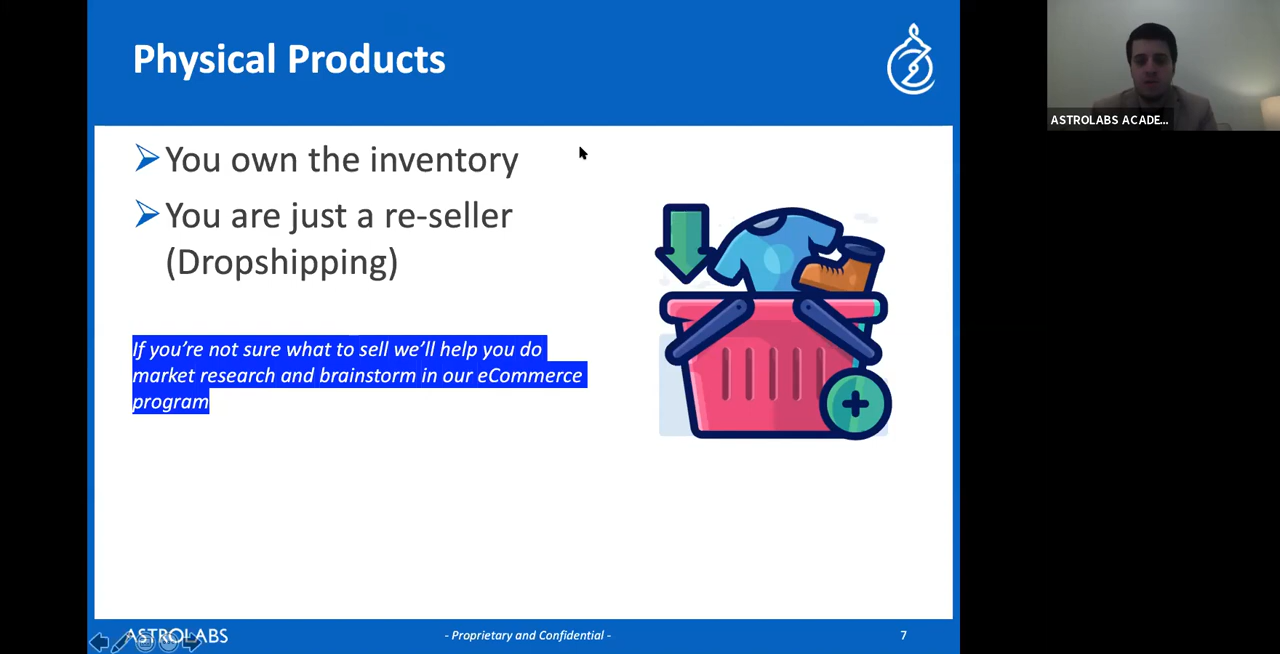 Physical Products
You own the inventory
You are just a re-seller
(Dropshipping)
If you’re not sure what to sell we’ll help you do
market research and brainstorm in our eCommerce
program
ASTROLABS ACADE...
ASTROLABS
- Proprietary and Confidential -
7